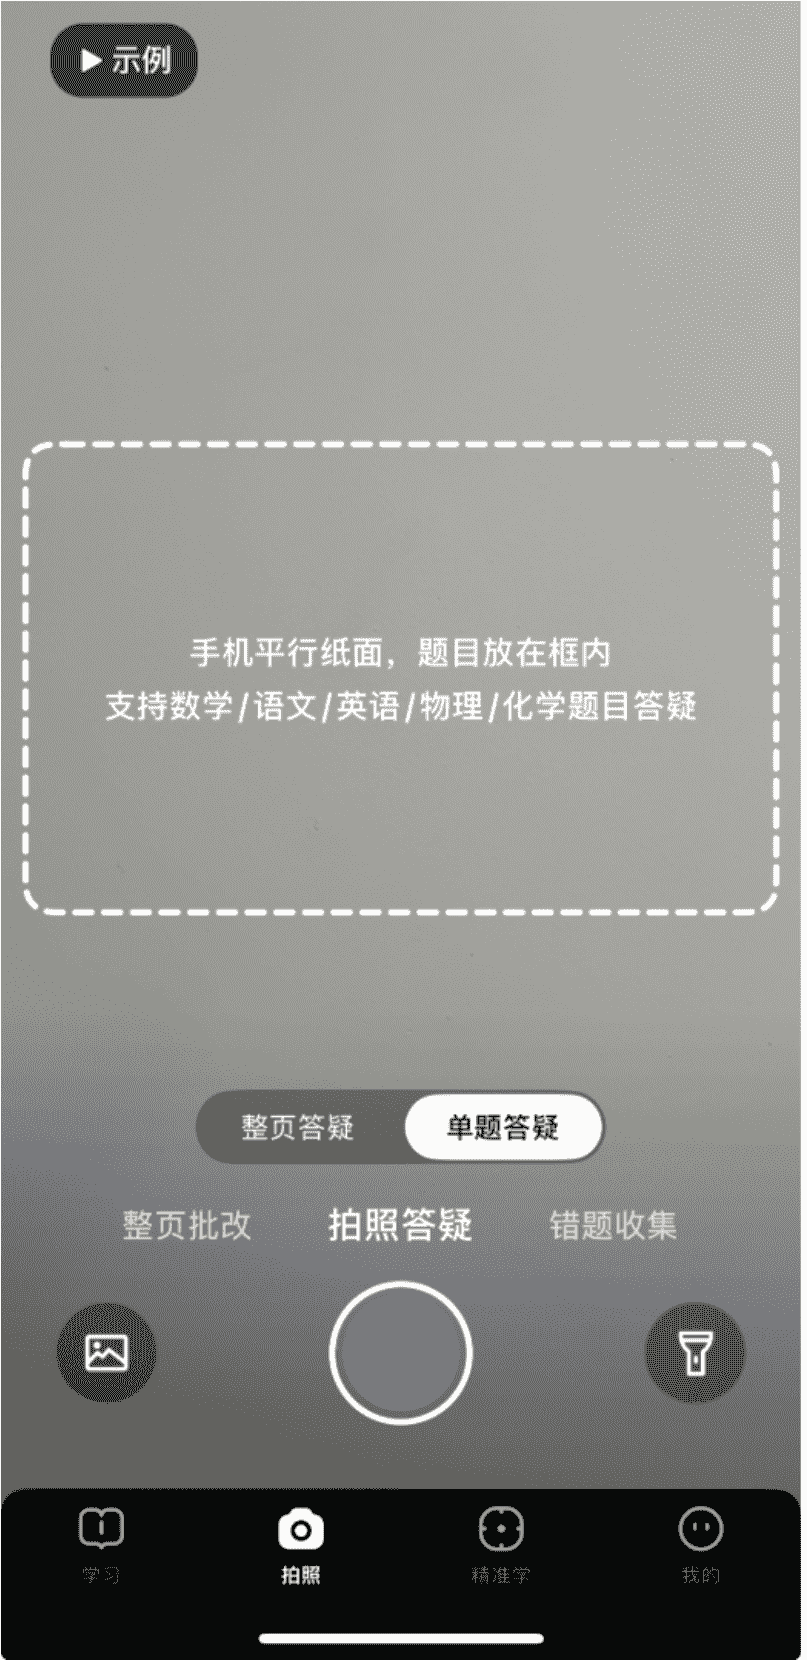 示例
手机平行纸面，题目放在框内
支持数学/语文/英语/物理/化学题目答疑
整页答疑 单题答疑
整页批改 拍照答疑 错题收集
学习 拍照 精准学 我的